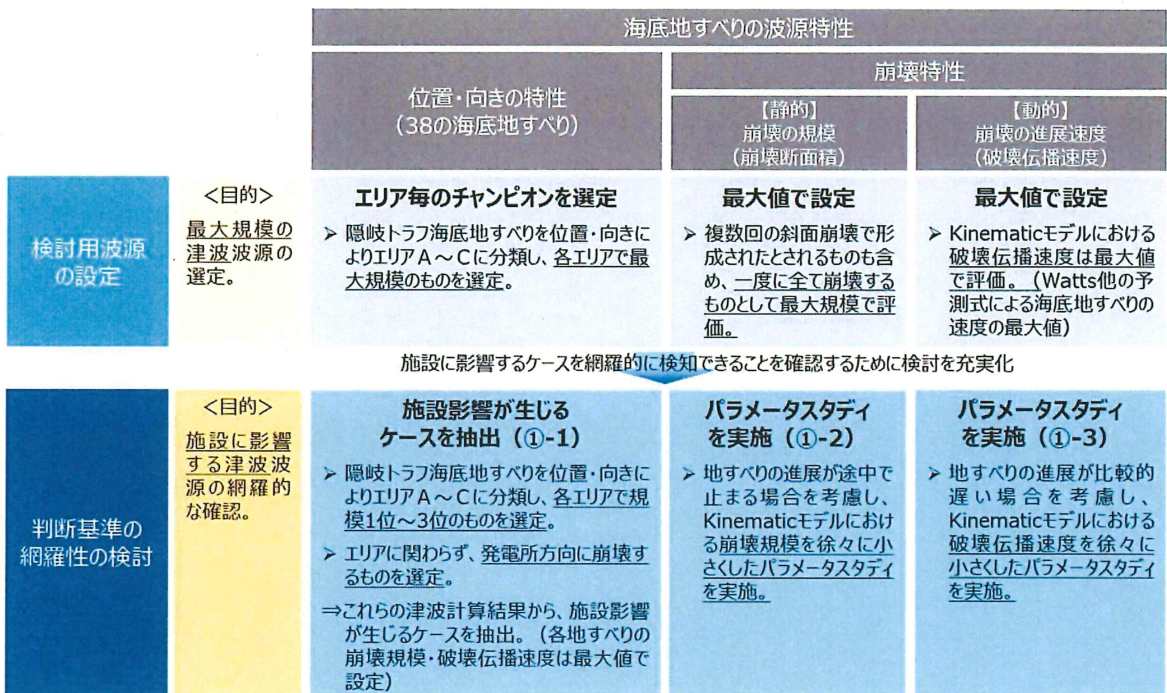 海底地すべりの波源特性
位置・向きの特性
(38の海底地すべり)
崩壊特性
【静的】
崩壊の規模
(崩壊断面積)
【動的】
崩壊の進展速度
(破壊伝播速度)
検討用波源
の設定
<目的>
最大規模の
津波波源の
選定。
エリア毎のチャンピオンを選定
➢ 隠岐トラフ海底地すべりを位置・向きに
よりエリアA~Cに分類し、各エリアで最
大規模のものを選定。
最大値で設定
➢ 複数回の斜面崩壊で形
成されたとされるものも含
め、一度に全て崩壊する
ものとして最大規模で評
価。
最大値で設定
➢ Kinematicモデルにおける
破壊伝播速度は最大値
で評価。(Watts他の予
測式による海底地すべりの
速度の最大値)
施設に影響するケースを網羅的に検知できることを確認するために検討を充実化
判断基準の
網羅性の検討
<目的>
施設に影響
する津波波
源の網羅的
な確認。
施設影響が生じる
ケースを抽出(①-1)
➢ 隠岐トラフ海底地すべりを位置・向きに
よりエリアA~Cに分類し、各エリアで規
模1位~3位のものを選定。
➢ エリアに関わらず、発電所方向に崩壊す
るものを選定。
⇒これらの津波計算結果から、施設影響
が生じるケースを抽出。(各地すべりの
崩壊規模・破壊伝播速度は最大値で
設定)
パラメータスタディ
を実施(①-2)
➢ 地すべりの進展が途中で
止まる場合を考慮し、
Kinematicモデルにおけ
る崩壊規模を徐々に小
さくしたパラメータスタディ
を実施。
パラメータスタディ
を実施(①-3)
➢ 地すべりの進展が比較的
遅い場合を考慮し、
Kinematicモデルにおける
破壊伝播速度を徐々に
小さくしたパラメータスタディ
を実施。